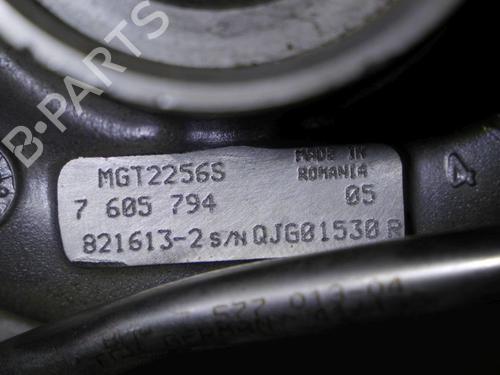 B-PARTS
MGT2256S
MADE IN
ROMANIA
7 605 794
05
821613-2 S/N QJG01530 R
4